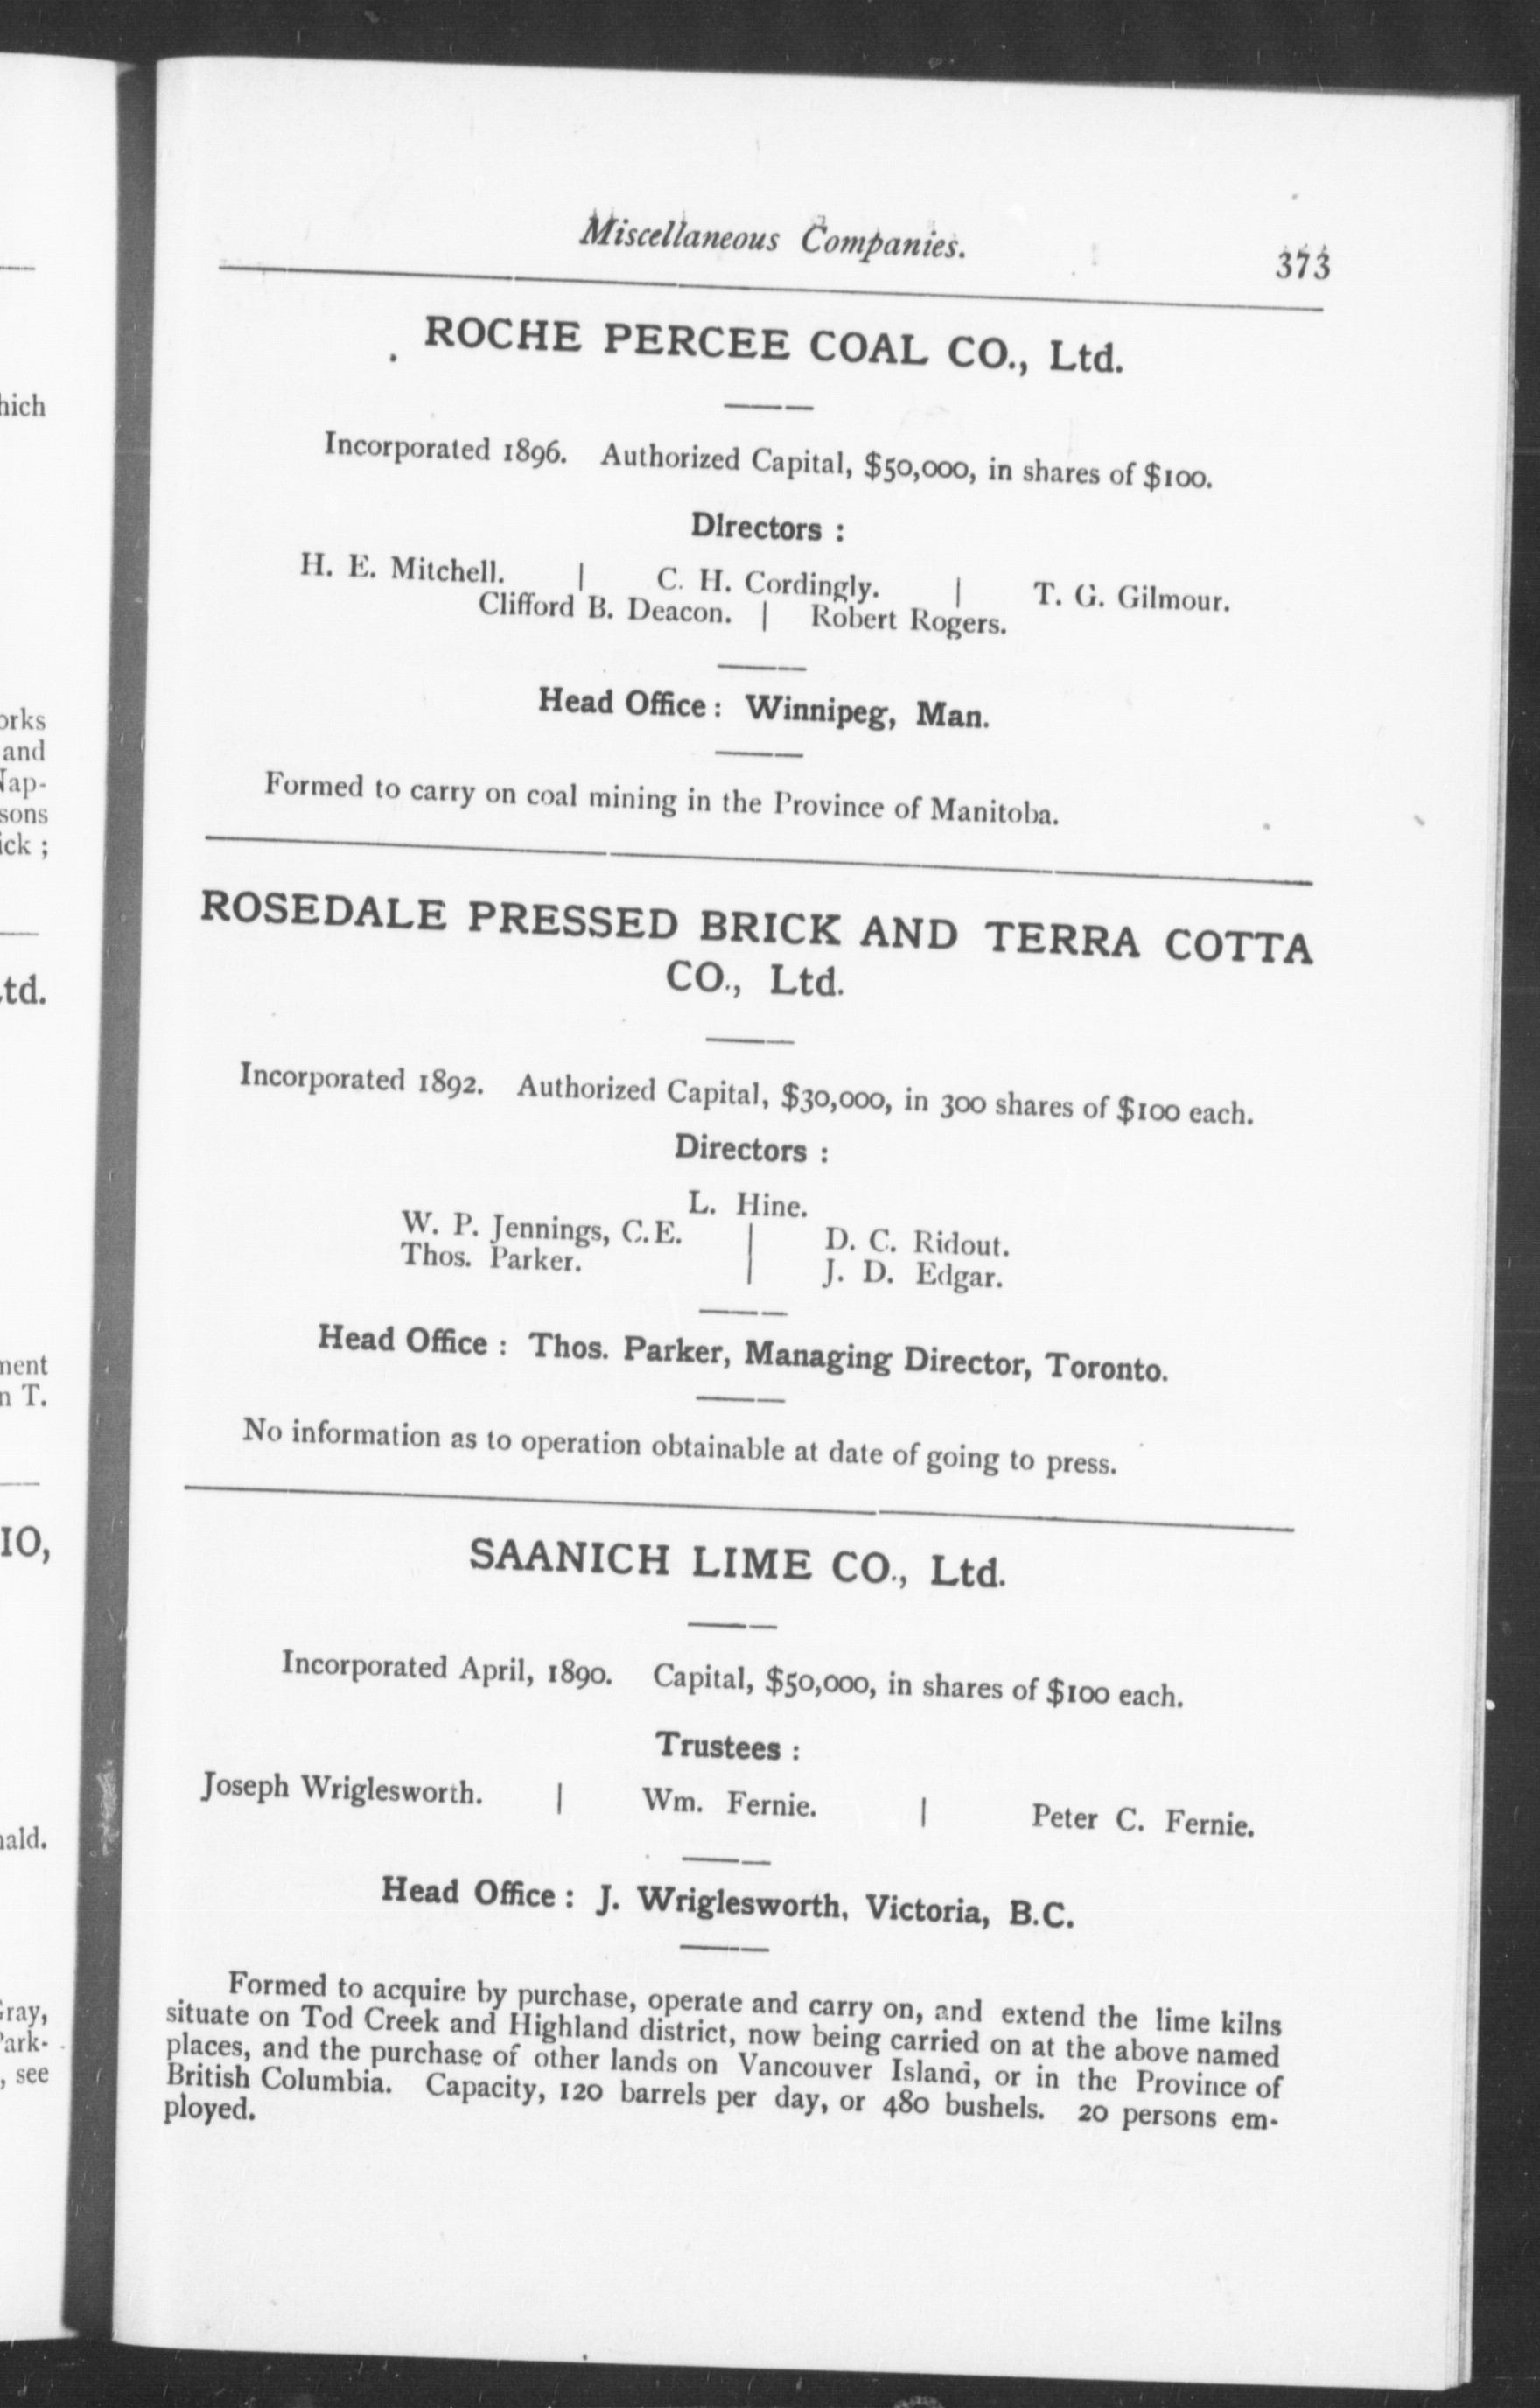 Miscellaneous Companies. 373
ROCHE PERCEE COAL CO., Ltd.
Incorporated 1896. Authorized Capital, $50,000, in shares of $100.
Directors :
H. E. Mitchell. | C. H. Cordingly. | T. G. Gilmour.
Clifford B. Deacon. | Robert Rogers.
Head Office : Winnipeg, Man.
Formed to carry on coal mining in the Province of Manitoba.
ROSEDALE PRESSED BRICK AND TERRA COTTA
CO., Ltd.
Incorporated 1892. Authorized Capital, $30,000, in 300 shares of $100 each.
Directors :
L. Hine.
W. P. Jennings, C.E. | D. C. Ridout.
Thos. Parker. | J. D. Edgar.
Head Office : Thos. Parker, Managing Director, Toronto.
No information as to operation obtainable at date of going to press.
SAANICH LIME CO., Ltd.
Incorporated April, 1890. Capital, $50,000, in shares of $100 each.
Trustees :
Joseph Wriglesworth. | Wm. Fernie. | Peter C. Fernie.
Head Office : J. Wriglesworth, Victoria, B.C.
Formed to acquire by purchase, operate and carry on, and extend the lime kilns
situate on Tod Creek and Highland district, now being carried on at the above named
places, and the purchase of other lands on Vancouver Island, or in the Province of
British Columbia. Capacity, 120 barrels per day, or 480 bushels. 20 persons em-
ployed.